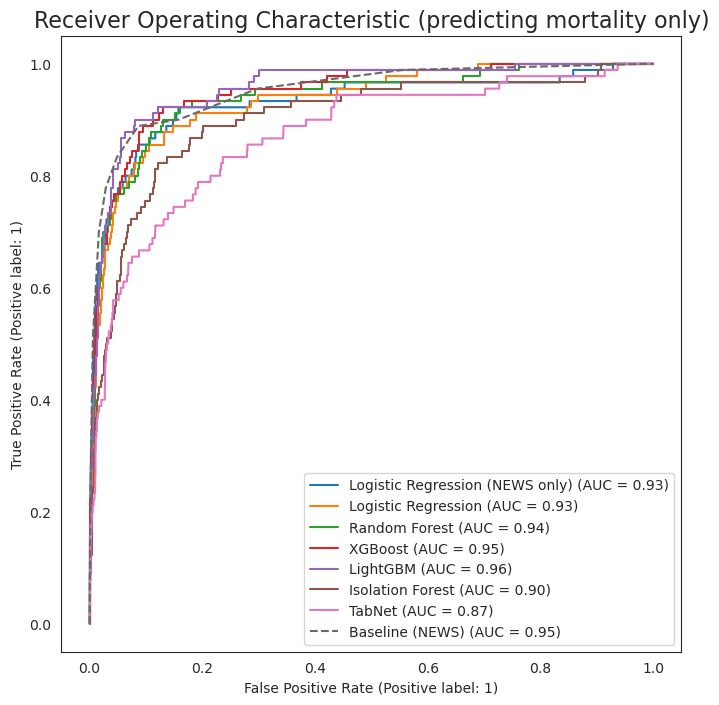 Receiver Operating Characteristic (predicting mortality only)
1.0
0.8
0.6
0.4
0.2
0.0
True Positive Rate (Positive label: 1)
Logistic Regression (NEWS only) (AUC = 0.93)
Logistic Regression (AUC = 0.93)
Random Forest (AUC = 0.94)
XGBoost (AUC = 0.95)
LightGBM (AUC = 0.96)
Isolation Forest (AUC = 0.90)
TabNet (AUC = 0.87)
Baseline (NEWS) (AUC = 0.95)
0.0 0.2 0.4 0.6 0.8 1.0
False Positive Rate (Positive label: 1)